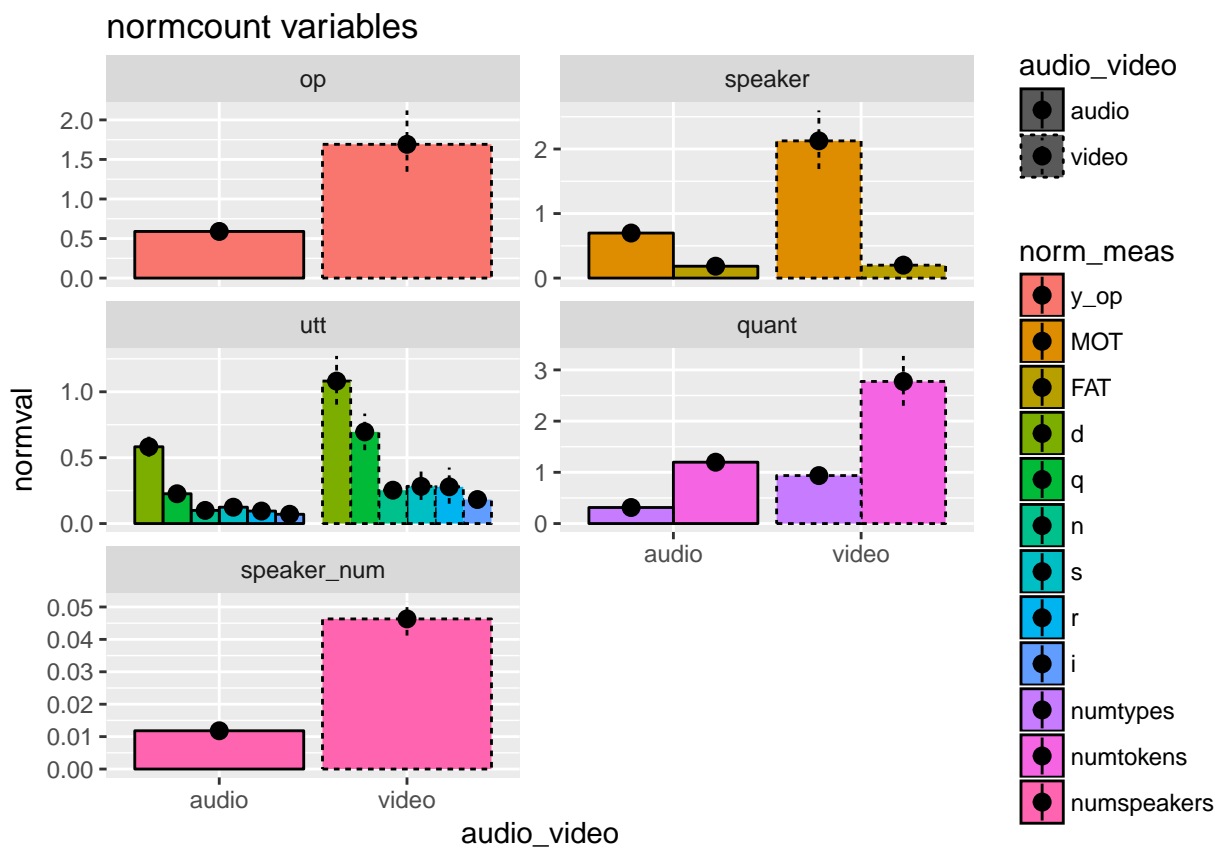 normcount variables
op
2.0
1.5
1.0
0.5
0.0
speaker
2
1
0
utt
1.0
0.5
0.0
quant
3
2
1
0
audio
video
speaker_num
0.05
0.04
0.03
0.02
0.01
0.00
audio
video
audio_video
normval
audio_video
audio
video
norm_meas
y_op
MOT
FAT
d
q
n
s
r
i
numtypes
numtokens
numspeakers